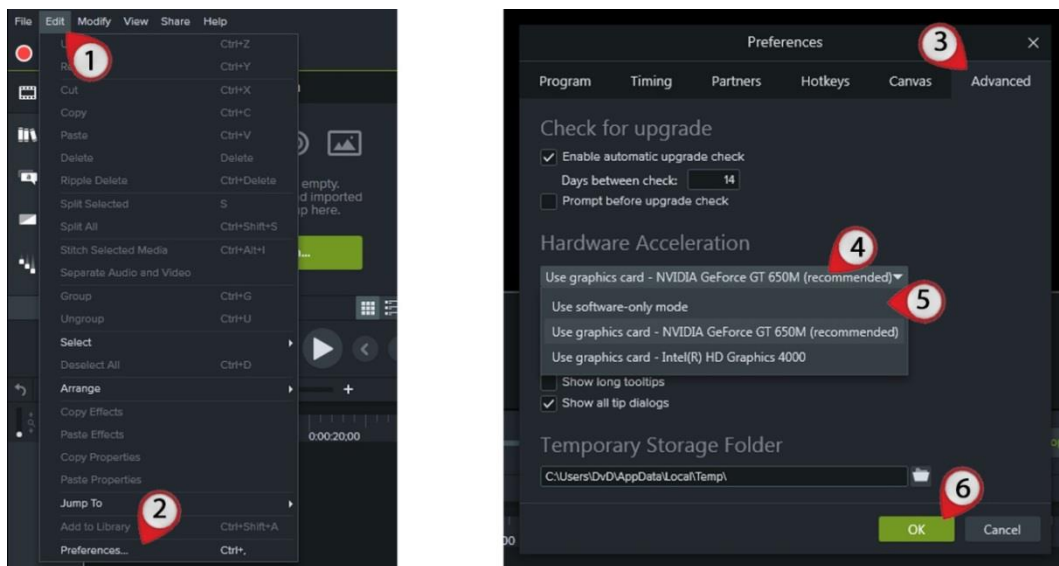 File Edit Modify View Share Help
1
Ctrl+Z
Ctrl+Y
Cut Ctrl+X
Copy Ctrl+C
Paste Ctrl+V
Delete Delete
Ripple Delete Ctrl+Delete
empty.
d imported
p here.
Split Selected S
Split All Ctrl+Shift+S
Stitch Selected Media Ctrl+Alt+I
Separate Audio and Video
Group Ctrl+G
Ungroup Ctrl+U
Select
Deselect All Ctrl+D
Arrange
Copy Effects
Paste Effects
0:00:20;00
Copy Properties
Paste Properties
Jump To
2
Add to Library Ctrl+Shift+A
Preferences... Ctrl+,
Preferences
3
Program Timing Partners Hotkeys Canvas Advanced
Check for upgrade
Enable automatic upgrade check
Days between check: 14
Prompt before upgrade check
Hardware Acceleration
4
Use graphics card - NVIDIA GeForce GT 650M (recommended)
5
Use software-only mode
Use graphics card - NVIDIA GeForce GT 650M (recommended)
Use graphics card - Intel(R) HD Graphics 4000
Show long tooltips
Show all tip dialogs
Temporary Storage Folder
C:\Users\DvD\AppData\Local\Temp\
6
OK Cancel